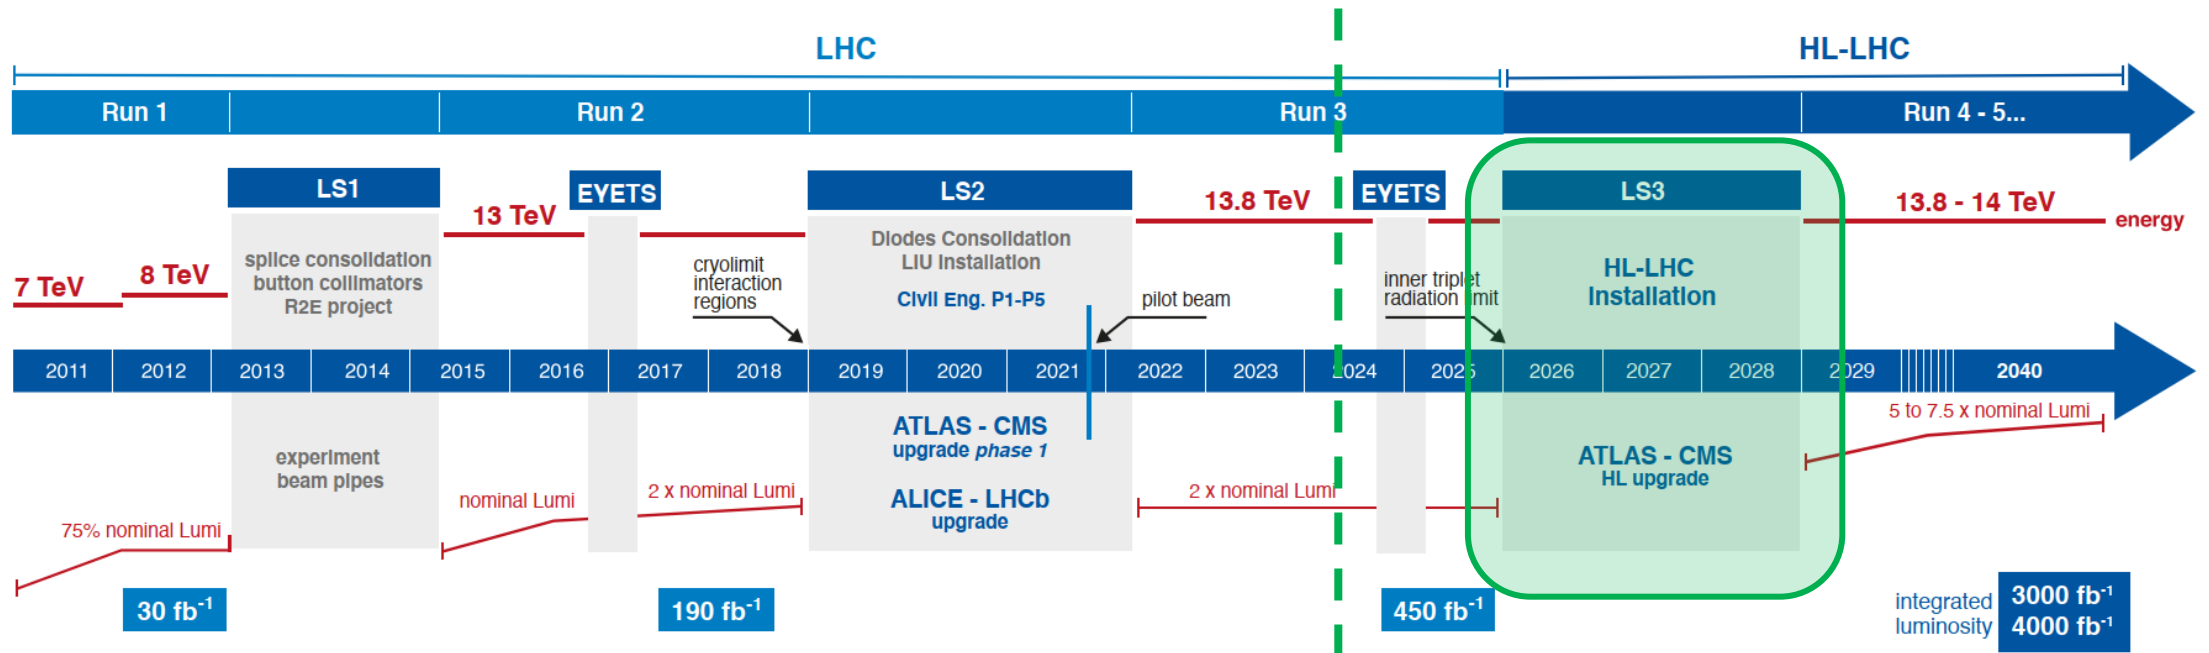 LHC
HL-LHC
Run 1
Run 2
Run 3
Run 4 - 5...
LS1
EYETS
LS2
EYETS
LS3
13 TeV
13.8 TeV
13.8 - 14 TeV
energy
7 TeV
8 TeV
splice consolidation
button collimators
R2E project
cryolimit
interaction
regions
Diodes Consolidation
LIU Installation
Civil Eng. P1-P5
pilot beam
inner triplet
radiation limit
HL-LHC
Installation
2011
2012
2013
2014
2015
2016
2017
2018
2019
2020
2021
2022
2023
2024
2025
2026
2027
2028
2029
2040
experiment
beam pipes
ATLAS - CMS
upgrade phase 1
ALICE - LHCb
upgrade
ATLAS - CMS
HL upgrade
5 to 7.5 x nominal Lumi
75% nominal Lumi
nominal Lumi
2 x nominal Lumi
2 x nominal Lumi
30 fb-1
190 fb-1
450 fb-1
integrated
luminosity
3000 fb-1
4000 fb-1